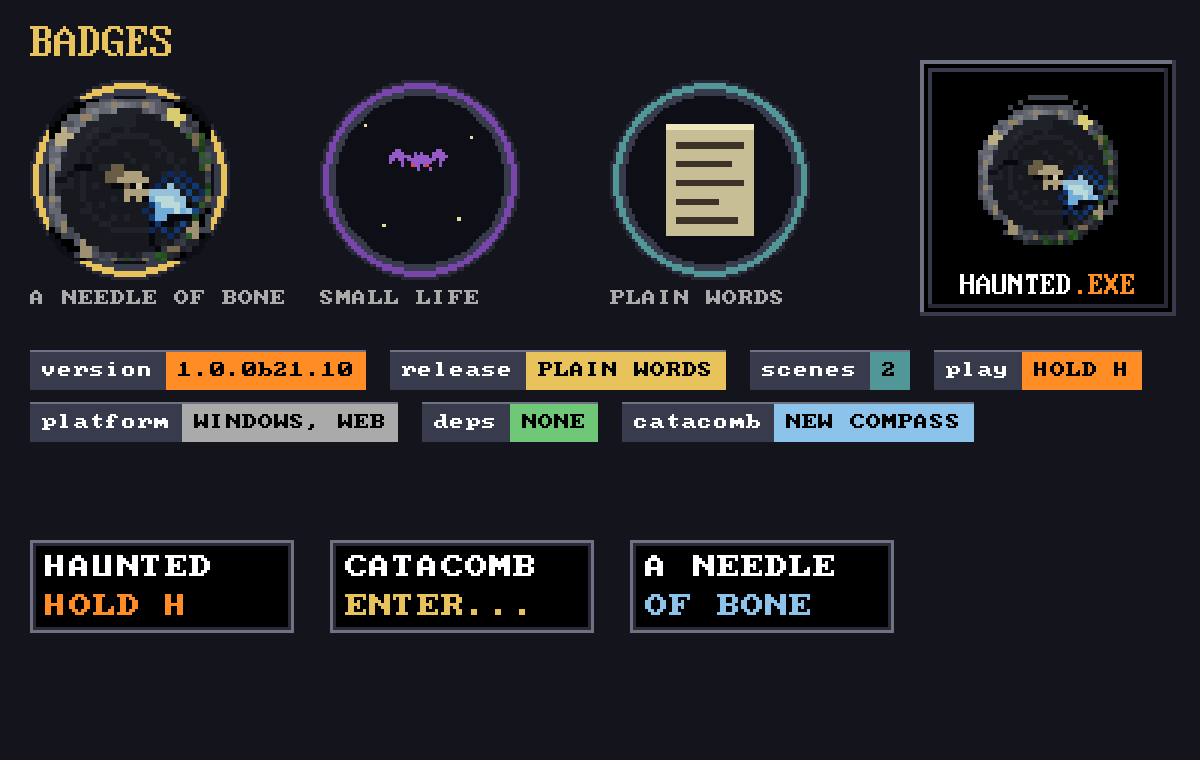 BADGES
A NEEDLE OF BONE
SMALL LIFE
PLAIN WORDS
HAUNTED.EXE
version 1.0.0b21.10
release PLAIN WORDS
scenes 2
play HOLD H
platform WINDOWS, WEB
deps NONE
catacomb NEW COMPASS
HAUNTED
HOLD H
CATACOMB
ENTER...
A NEEDLE
OF BONE